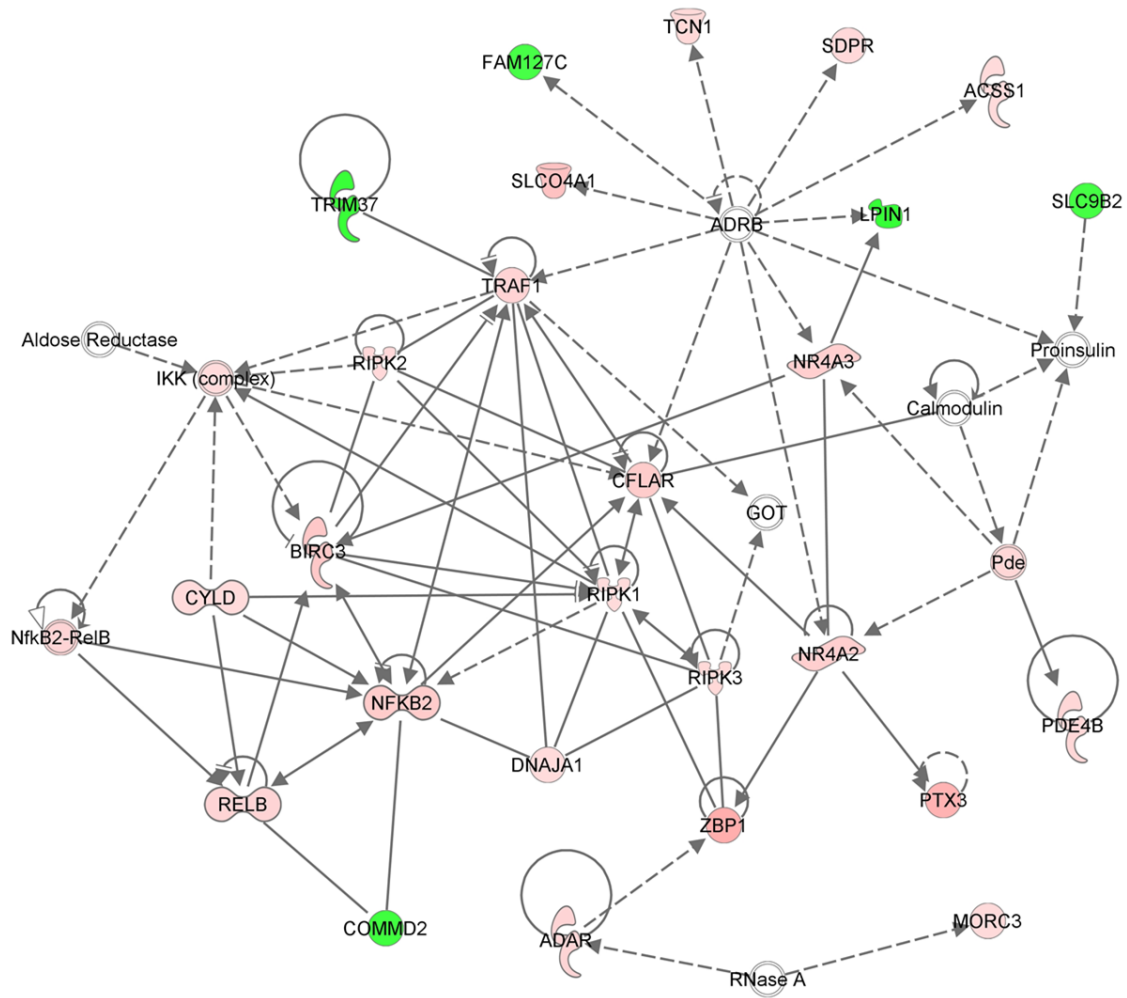 TCN1
SDPR
FAM127C
ACSS1
SLCO4A1
TRIM37
SLC9B2
LPIN1
ADRB
TRAF1
Aldose Reductase
RIPK2
NR4A3
Proinsulin
IKK (complex)
Calmodulin
CFLAR
GOT
BIRC3
Pde
CYLD
RIPK1
NfkB2-RelB
NR4A2
RIPK3
NFKB2
PDE4B
DNAJA1
RELB
PTX3
ZBP1
COMMD2
MORC3
ADAR
RNase A